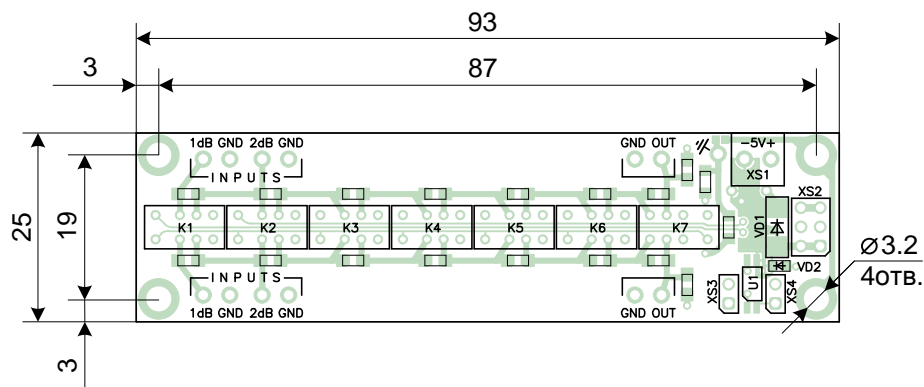 93
3
87
1dB GND 2dB GND
INPUTS
GND OUT
-5V+
XS1
XS2
K1 K2 K3 K4 K5 K6 K7
VD1
25
19
VD2
U1
XS3
XS4
INPUTS
1dB GND 2dB GND
GND OUT
⌀3.2
4отв.
3